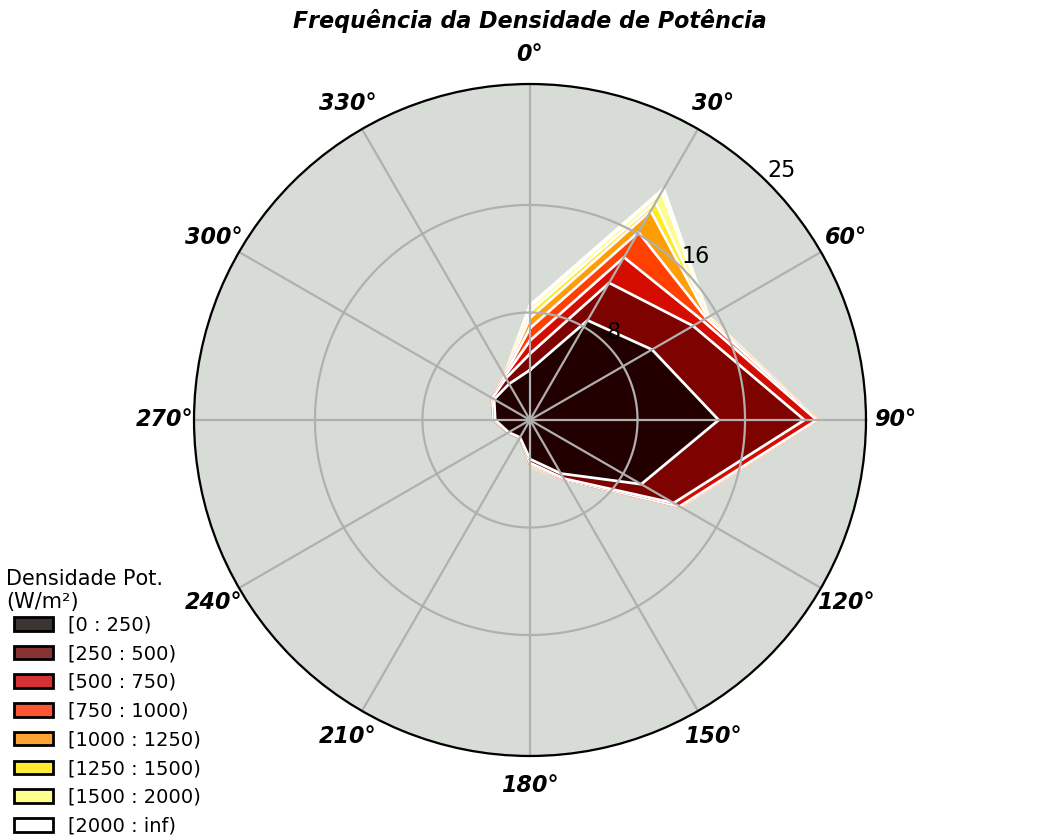 Frequência da Densidade de Potência
0°
330°
30°
25
300°
60°
16
8
270°
90°
240°
120°
210°
150°
180°
Densidade Pot.
(W/m²)
[0 : 250)
[250 : 500)
[500 : 750)
[750 : 1000)
[1000 : 1250)
[1250 : 1500)
[1500 : 2000)
[2000 : inf)